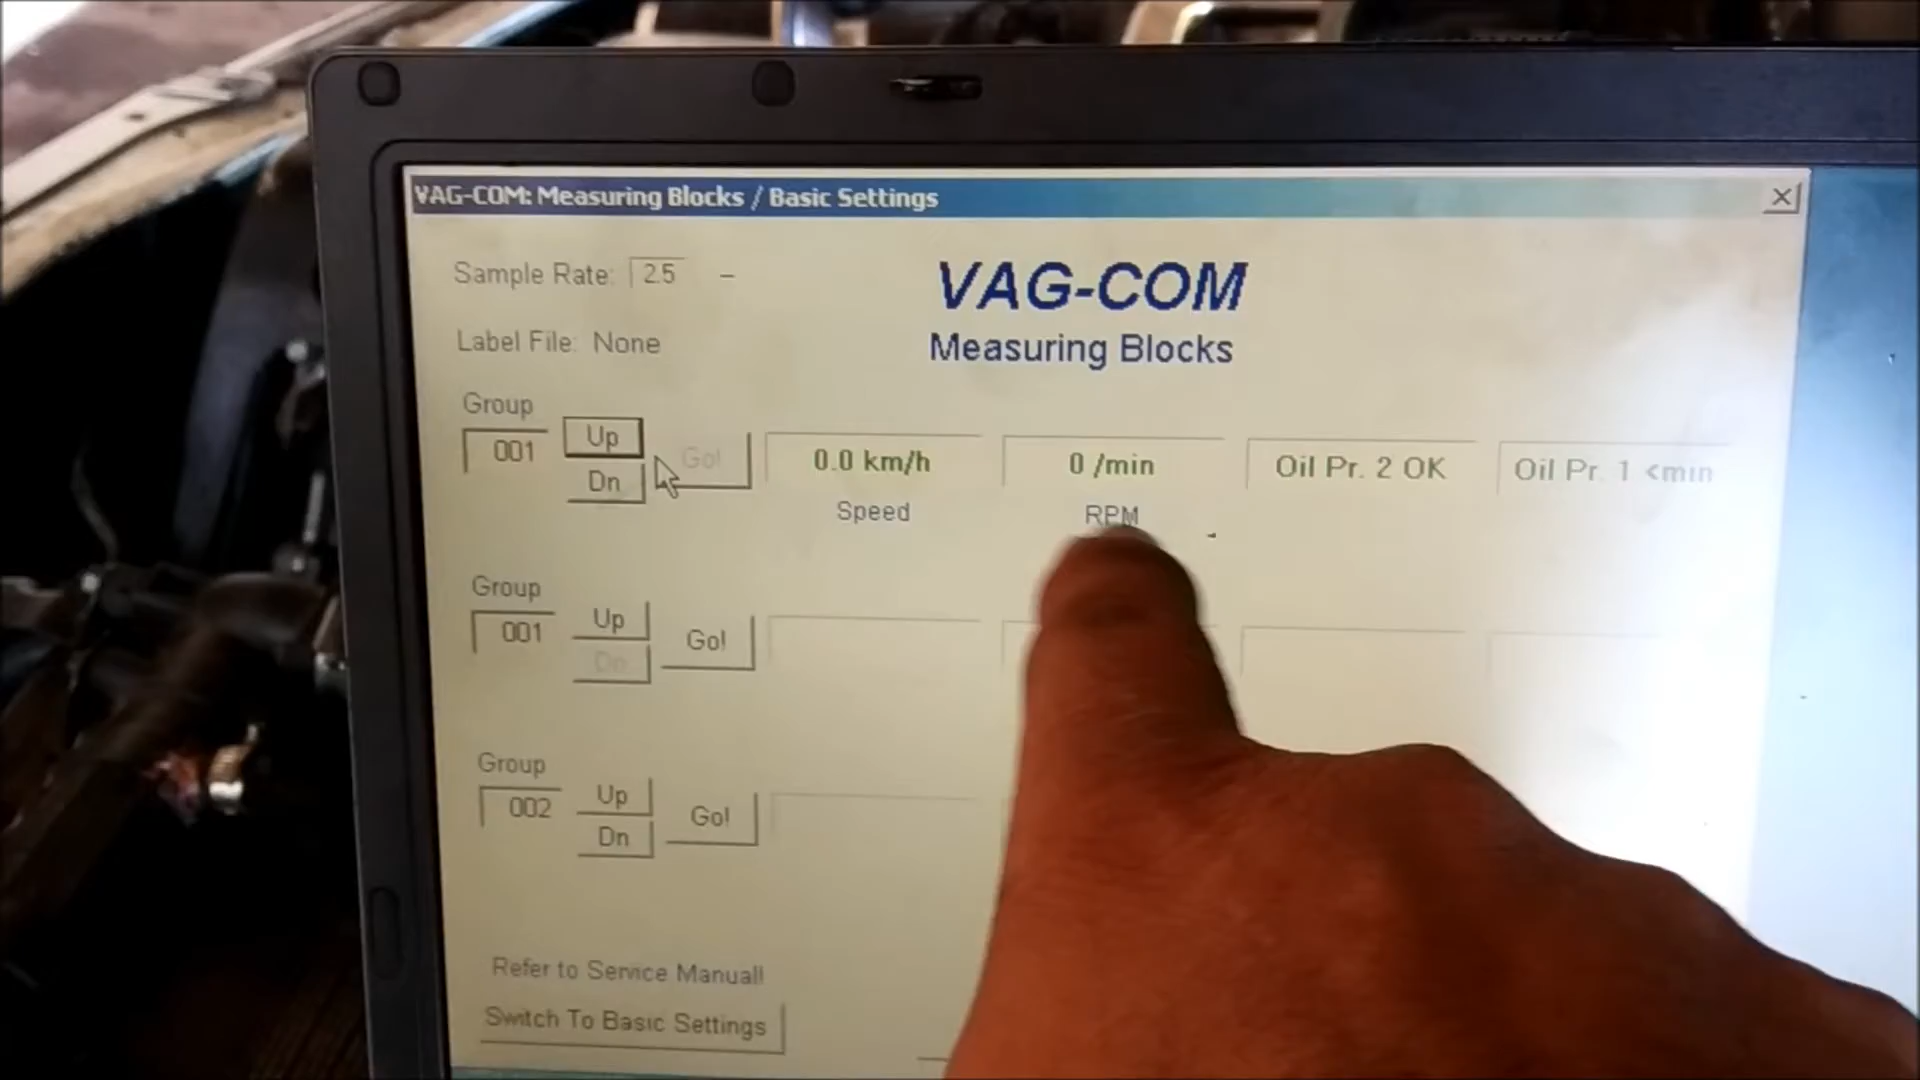 VAG-COM: Measuring Blocks / Basic Settings
Sample Rate: 2.5
VAG-COM
Label File: None
Measuring Blocks
Group
001
Up
Dn
Go!
0.0 km/h
0 /min
Oil Pr. 2 OK
Oil Pr. 1 <min
Speed
RPM
Group
001
Up
Dn
Go!
Group
002
Up
Dn
Go!
Refer to Service Manual!
Switch To Basic Settings